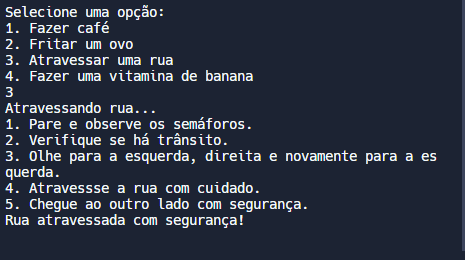 Selecione uma opção:
1. Fazer café
2. Fritar um ovo
3. Atravessar uma rua
4. Fazer uma vitamina de banana
3
Atravessando rua...
1. Pare e observe os semáforos.
2. Verifique se há trânsito.
3. Olhe para a esquerda, direita e novamente para a es
querda.
4. Atravessse a rua com cuidado.
5. Chegue ao outro lado com segurança.
Rua atravessada com segurança!